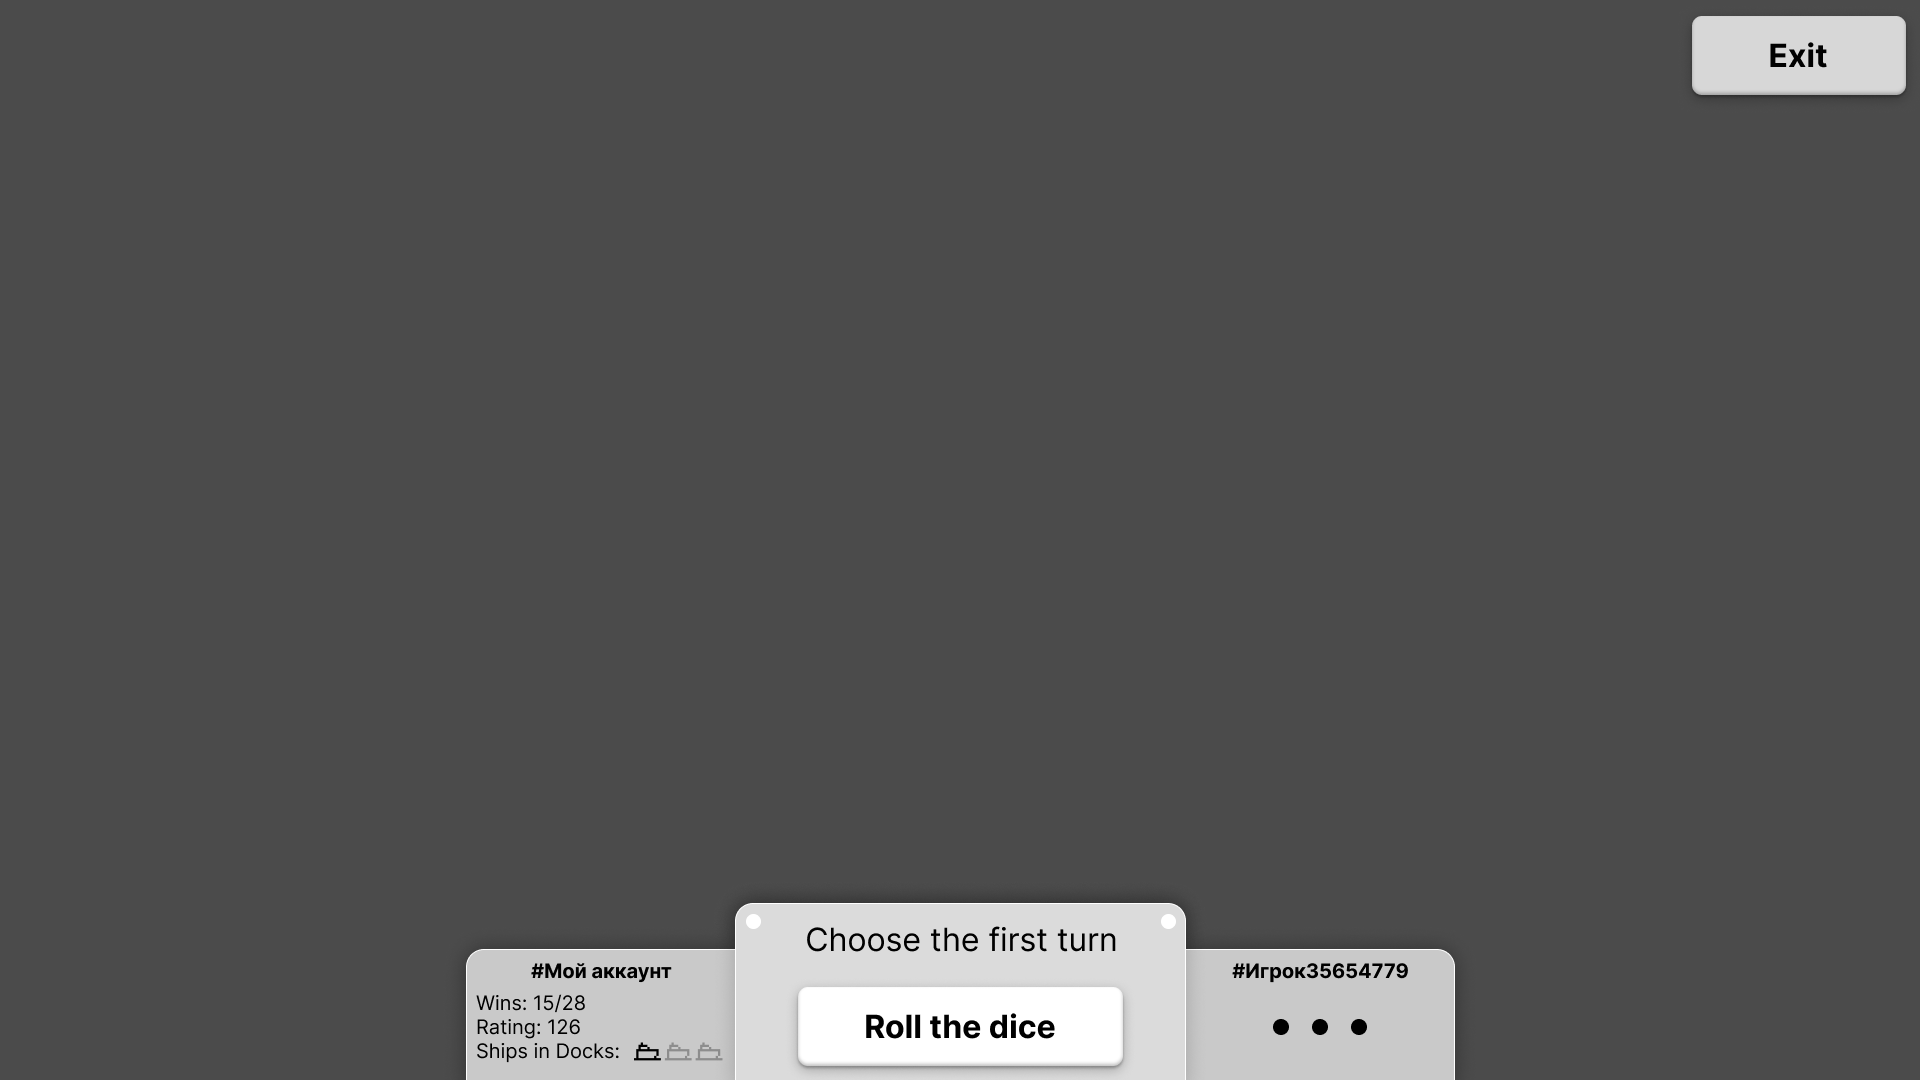 Exit
Choose the first turn
#Мой аккаунт
Wins: 15/28
Rating: 126
Ships in Docks:
Roll the dice
#Игрок35654779